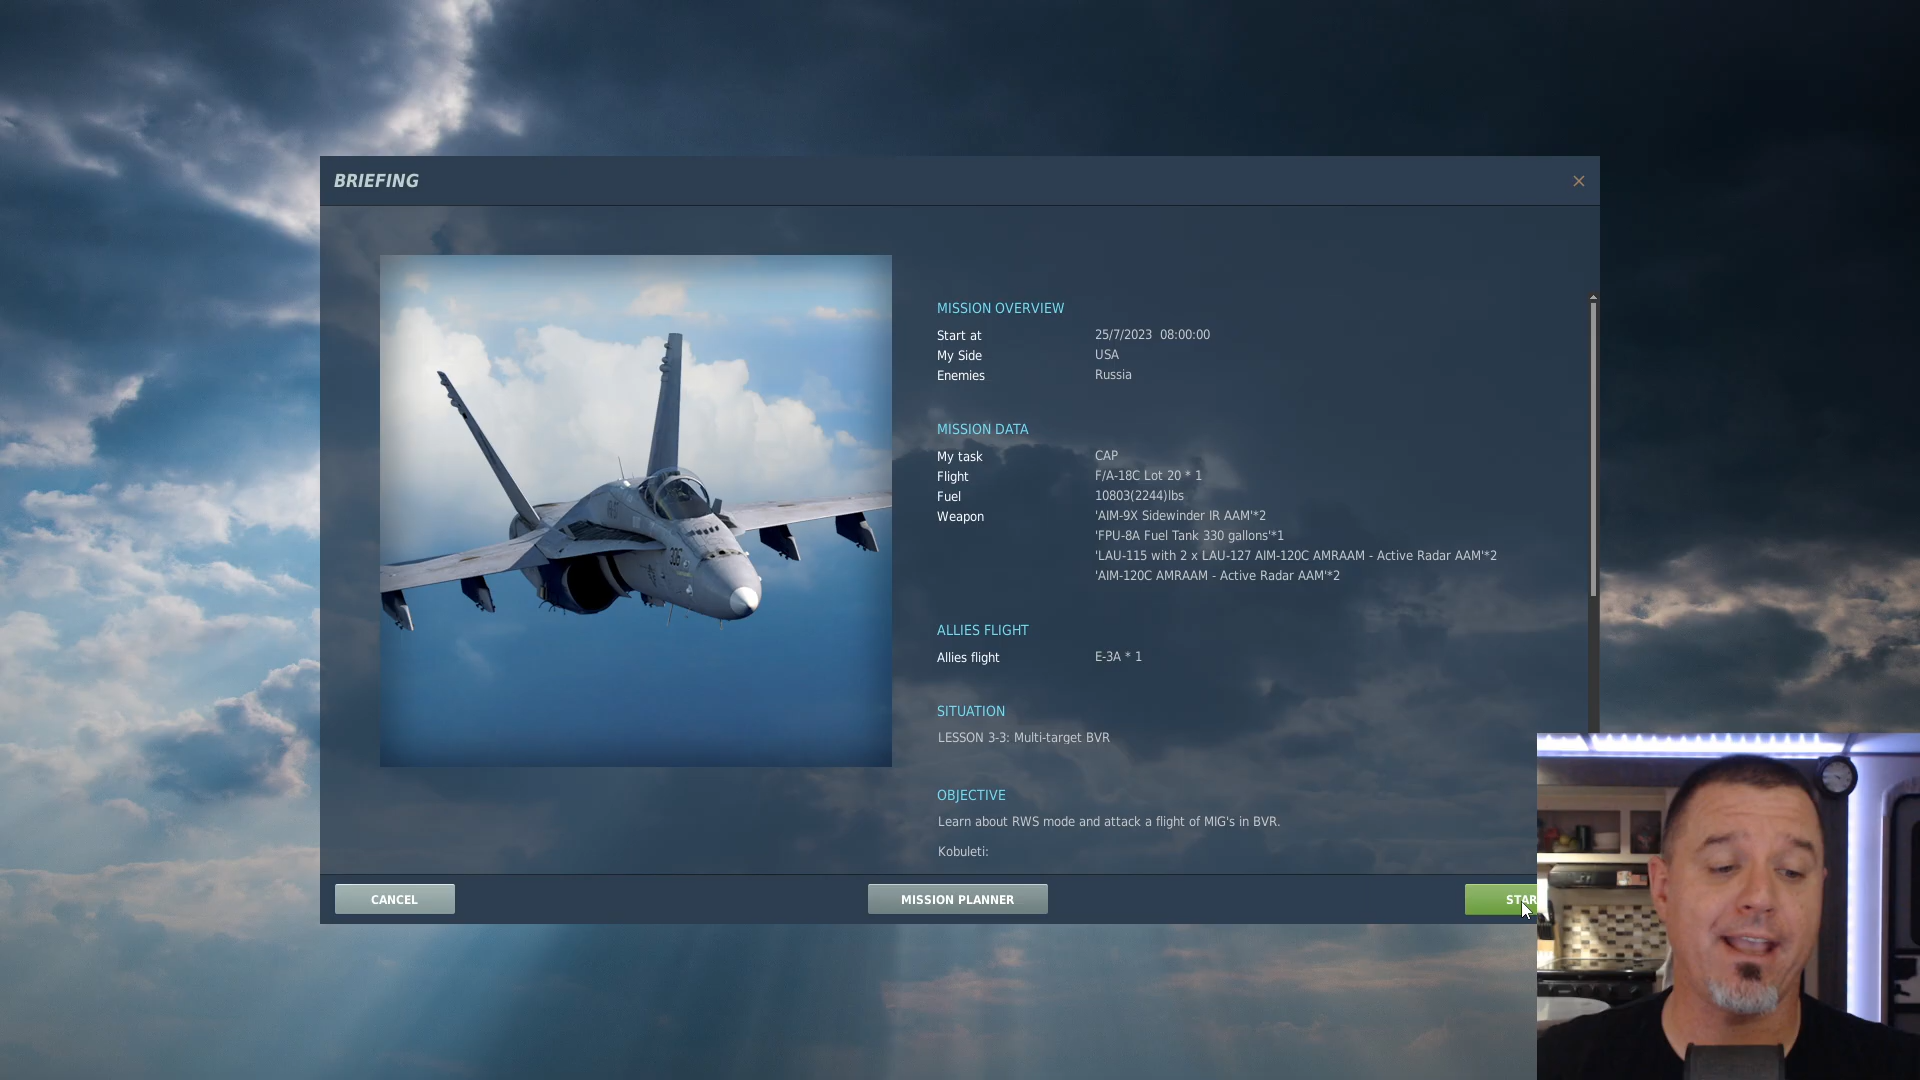 BRIEFING
MISSION OVERVIEW
Start at 25/7/2023 08:00:00
My Side USA
Enemies Russia
MISSION DATA
My task CAP
Flight F/A-18C Lot 20 * 1
Fuel 10803(2244)lbs
Weapon 'AIM-9X Sidewinder IR AAM'*2
'FPU-8A Fuel Tank 330 gallons'*1
'LAU-115 with 2 x LAU-127 AIM-120C AMRAAM - Active Radar AAM'*2
'AIM-120C AMRAAM - Active Radar AAM'*2
ALLIES FLIGHT
Allies flight E-3A * 1
SITUATION
LESSON 3-3: Multi-target BVR
OBJECTIVE
Learn about RWS mode and attack a flight of MIG's in BVR.
Kobuleti:
CANCEL
MISSION PLANNER
STAR